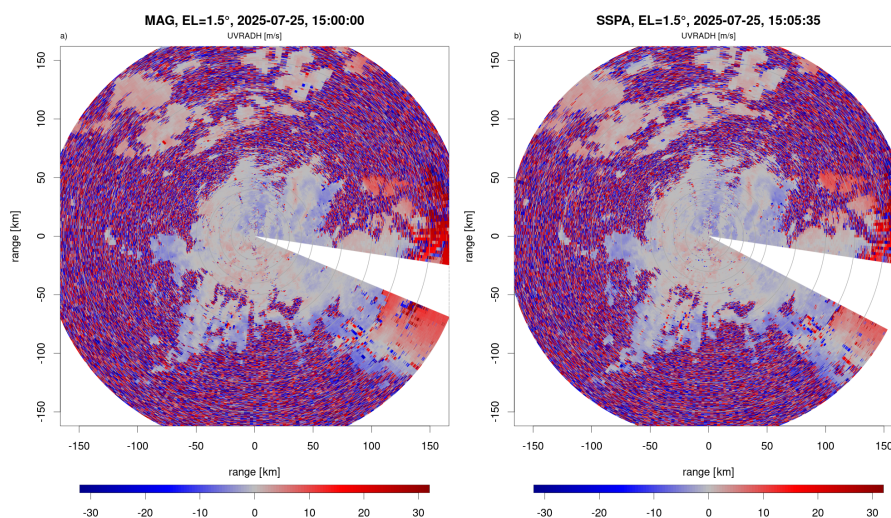 MAG, EL=1.5°, 2025-07-25, 15:00:00
a)
UVRADH [m/s]
range [km]
150
100
50
0
-50
-100
-150
-150 -100 -50 0 50 100 150
range [km]
-30 -20 -10 0 10 20 30
SSPA, EL=1.5°, 2025-07-25, 15:05:35
b)
UVRADH [m/s]
range [km]
150
100
50
0
-50
-100
-150
-150 -100 -50 0 50 100 150
range [km]
-30 -20 -10 0 10 20 30